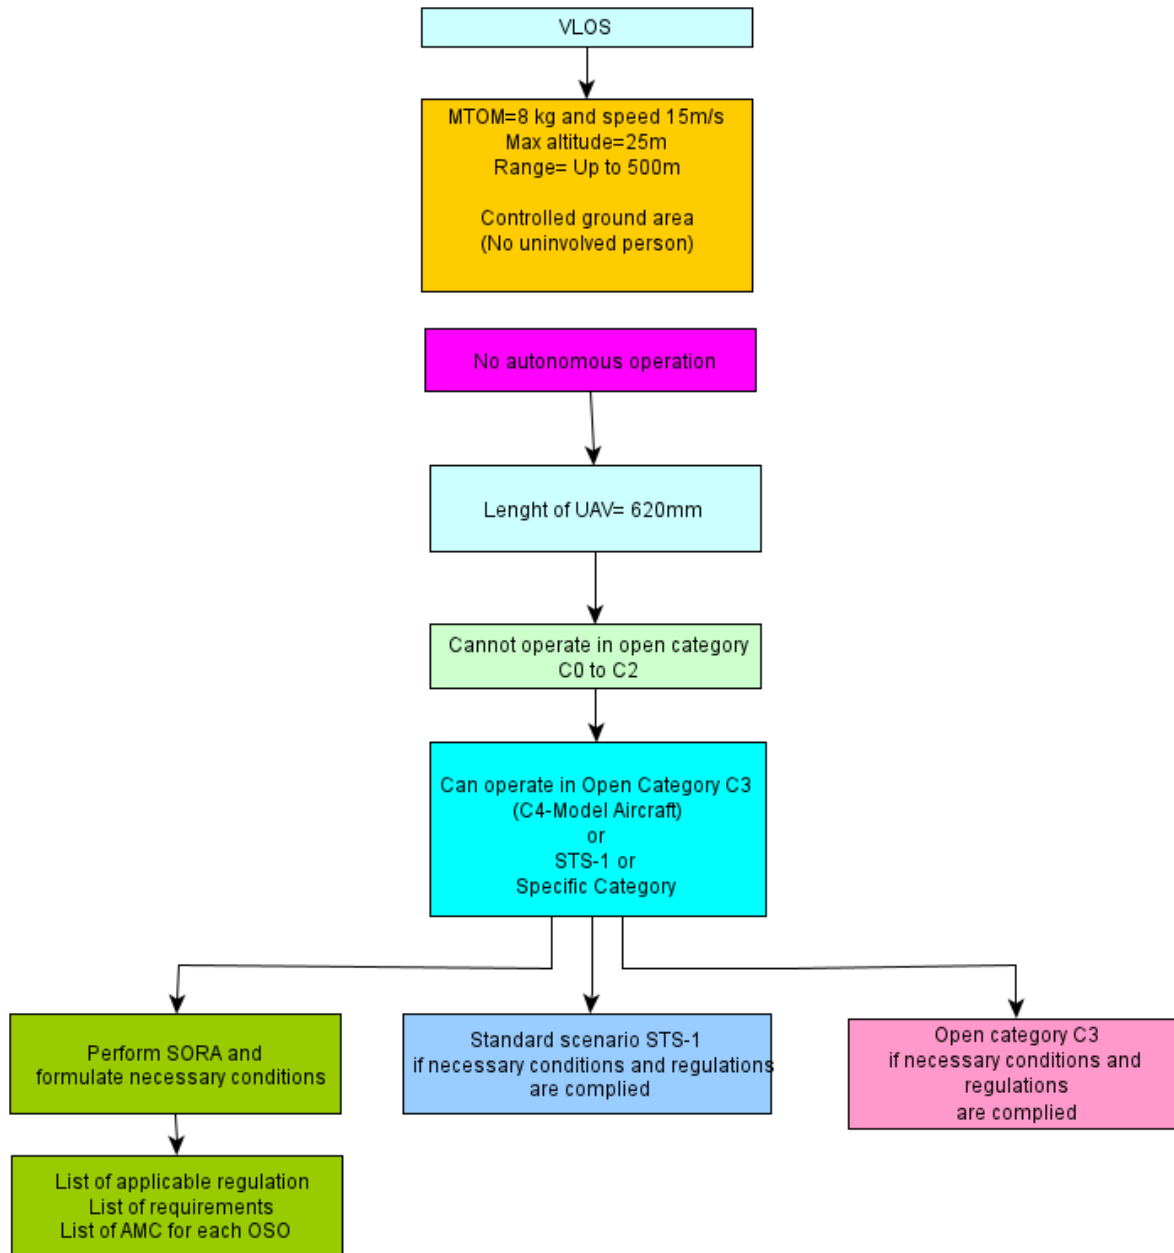 VLOS
MTOM=8 kg and speed 15m/s
Max altitude=25m
Range= Up to 500m
Controlled ground area
(No uninvolved person)
No autonomous operation
Lenght of UAV= 620mm
Cannot operate in open category
C0 to C2
Can operate in Open Category C3
(C4-Model Aircraft)
or
STS-1 or
Specific Category
Perform SORA and
formulate necessary conditions
Standard scenario STS-1
if necessary conditions and regulations
are complied
Open category C3
if necessary conditions and
regulations
are complied
List of applicable regulation
List of requirements
List of AMC for each OSO